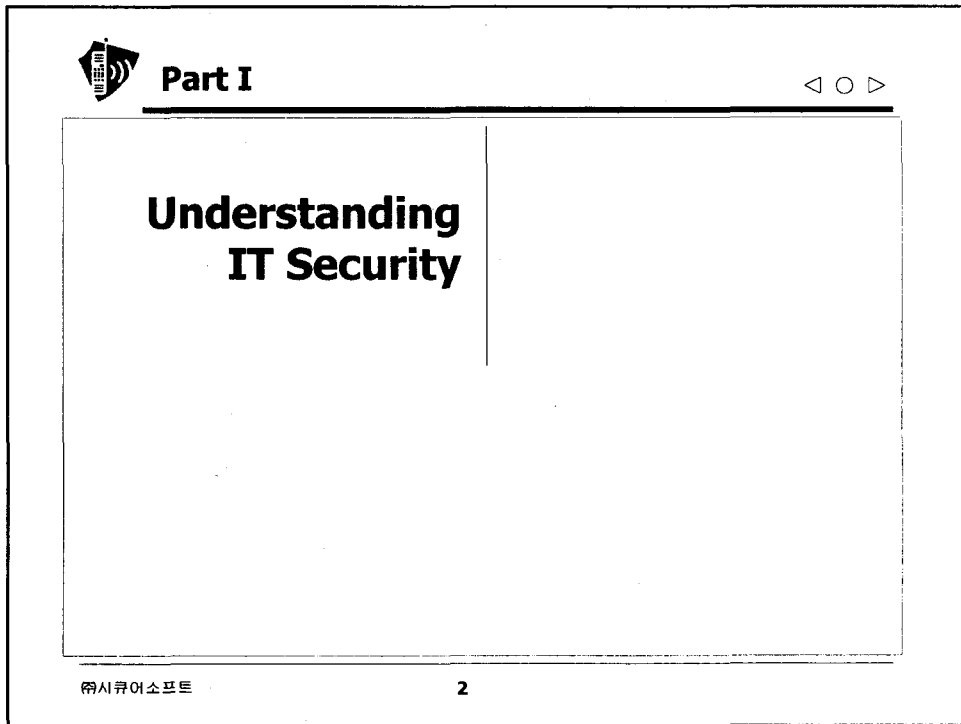 Part I
Understanding
IT Security
㈜시큐어소프트
2